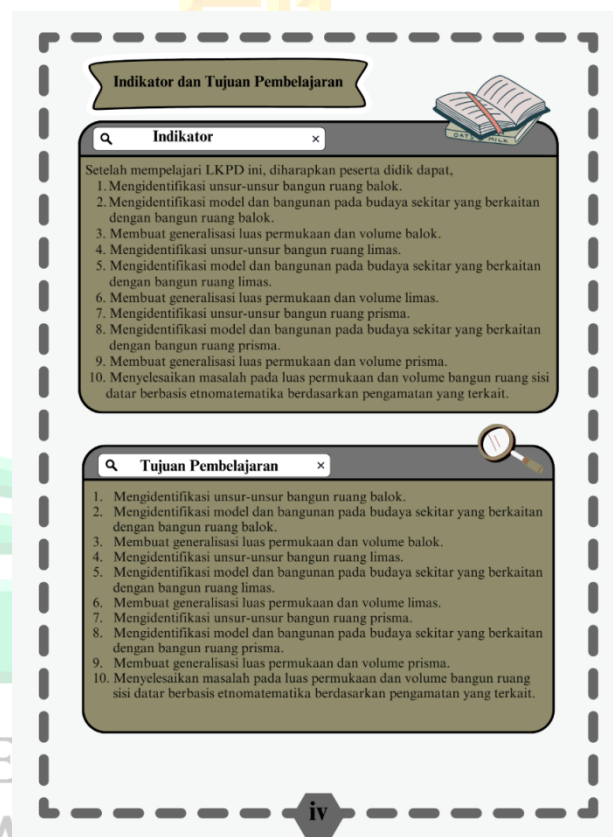 Indikator dan Tujuan Pembelajaran
Indikator ×
OATS MILK
Setelah mempelajari LKPD ini, diharapkan peserta didik dapat,
1. Mengidentifikasi unsur-unsur bangun ruang balok.
2. Mengidentifikasi model dan bangunan pada budaya sekitar yang berkaitan
dengan bangun ruang balok.
3. Membuat generalisasi luas permukaan dan volume balok.
4. Mengidentifikasi unsur-unsur bangun ruang limas.
5. Mengidentifikasi model dan bangunan pada budaya sekitar yang berkaitan
dengan bangun ruang limas.
6. Membuat generalisasi luas permukaan dan volume limas.
7. Mengidentifikasi unsur-unsur bangun ruang prisma.
8. Mengidentifikasi model dan bangunan pada budaya sekitar yang berkaitan
dengan bangun ruang prisma.
9. Membuat generalisasi luas permukaan dan volume prisma.
10. Menyelesaikan masalah pada luas permukaan dan volume bangun ruang sisi
datar berbasis etnomatematika berdasarkan pengamatan yang terkait.
Tujuan Pembelajaran ×
1. Mengidentifikasi unsur-unsur bangun ruang balok.
2. Mengidentifikasi model dan bangunan pada budaya sekitar yang berkaitan
dengan bangun ruang balok.
3. Membuat generalisasi luas permukaan dan volume balok.
4. Mengidentifikasi unsur-unsur bangun ruang limas.
5. Mengidentifikasi model dan bangunan pada budaya sekitar yang berkaitan
dengan bangun ruang limas.
6. Membuat generalisasi luas permukaan dan volume limas.
7. Mengidentifikasi unsur-unsur bangun ruang prisma.
8. Mengidentifikasi model dan bangunan pada budaya sekitar yang berkaitan
dengan bangun ruang prisma.
9. Membuat generalisasi luas permukaan dan volume prisma.
10. Menyelesaikan masalah pada luas permukaan dan volume bangun ruang
sisi datar berbasis etnomatematika berdasarkan pengamatan yang terkait.
iv